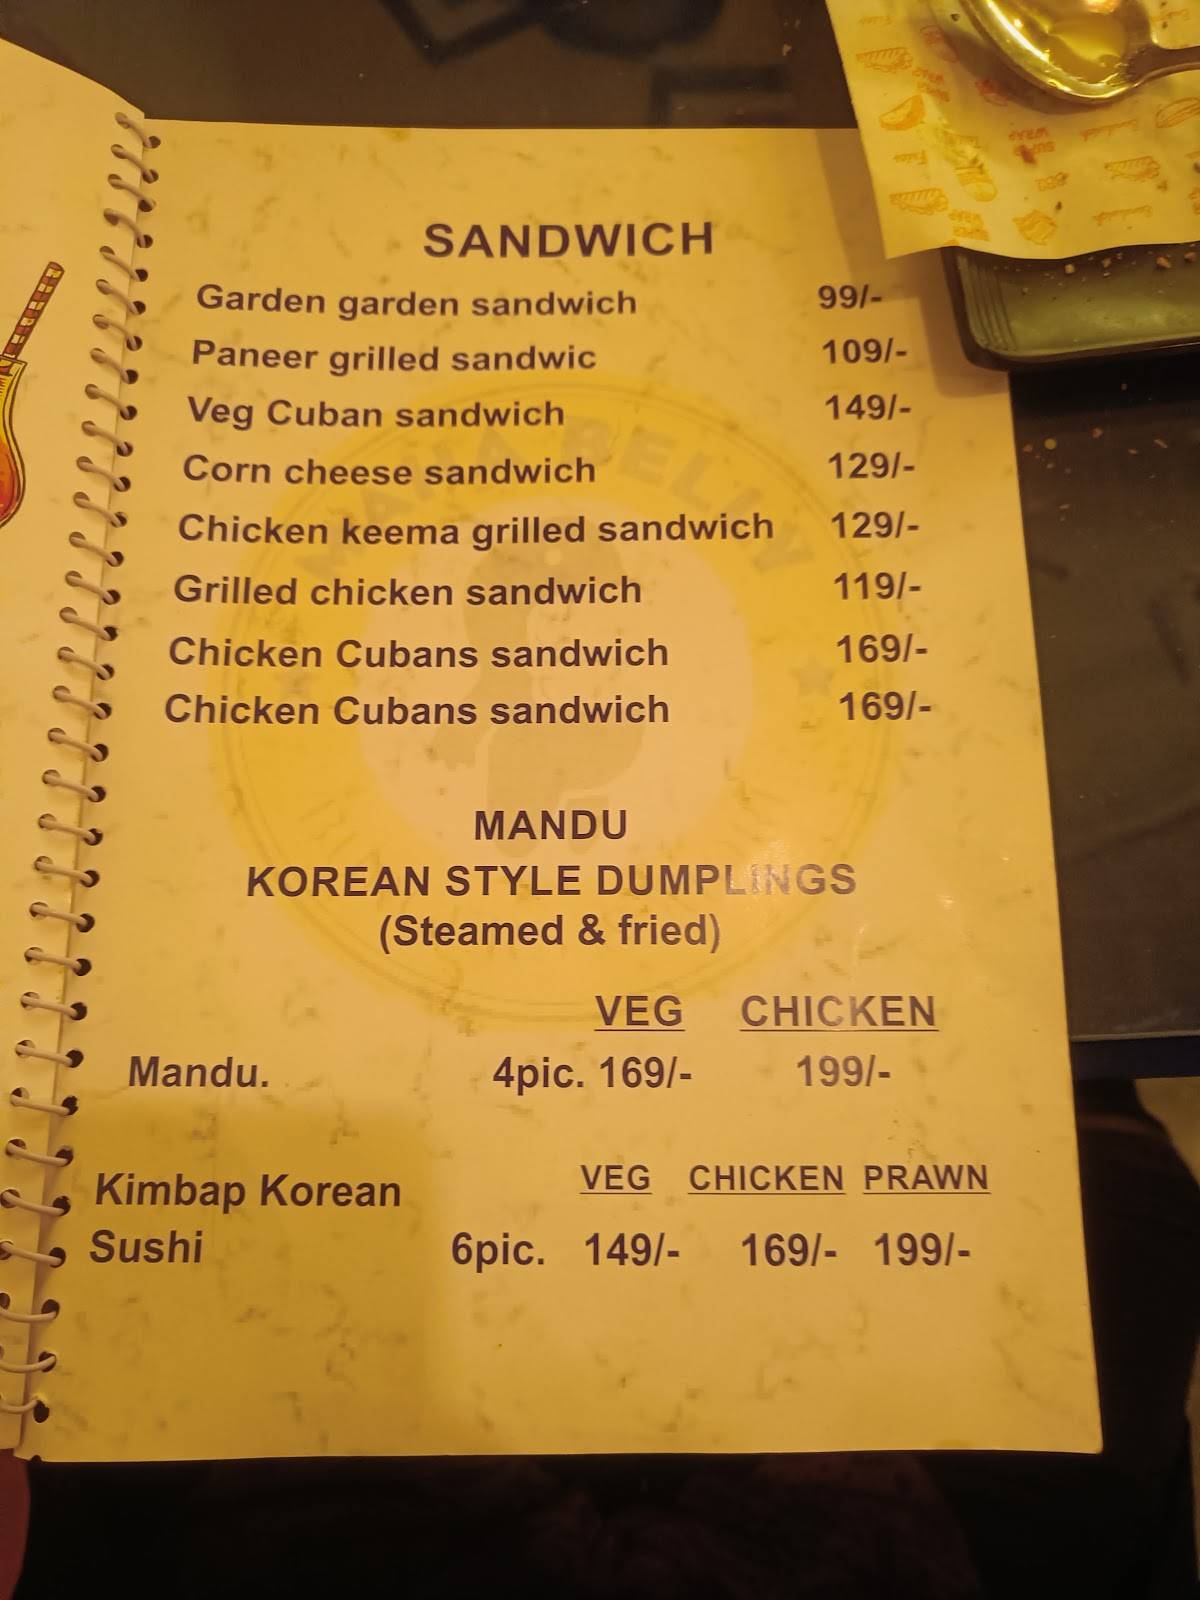 SANDWICH
Garden garden sandwich 99/-
Paneer grilled sandwic 109/-
Veg Cuban sandwich 149/-
Corn cheese sandwich 129/-
Chicken keema grilled sandwich 129/-
Grilled chicken sandwich 119/-
Chicken Cubans sandwich 169/-
Chicken Cubans sandwich 169/-
MANDU
KOREAN STYLE DUMPLINGS
(Steamed & fried)
VEG CHICKEN
Mandu. 4pic. 169/- 199/-
VEG CHICKEN PRAWN
Kimbap Korean
Sushi 6pic. 149/- 169/- 199/-